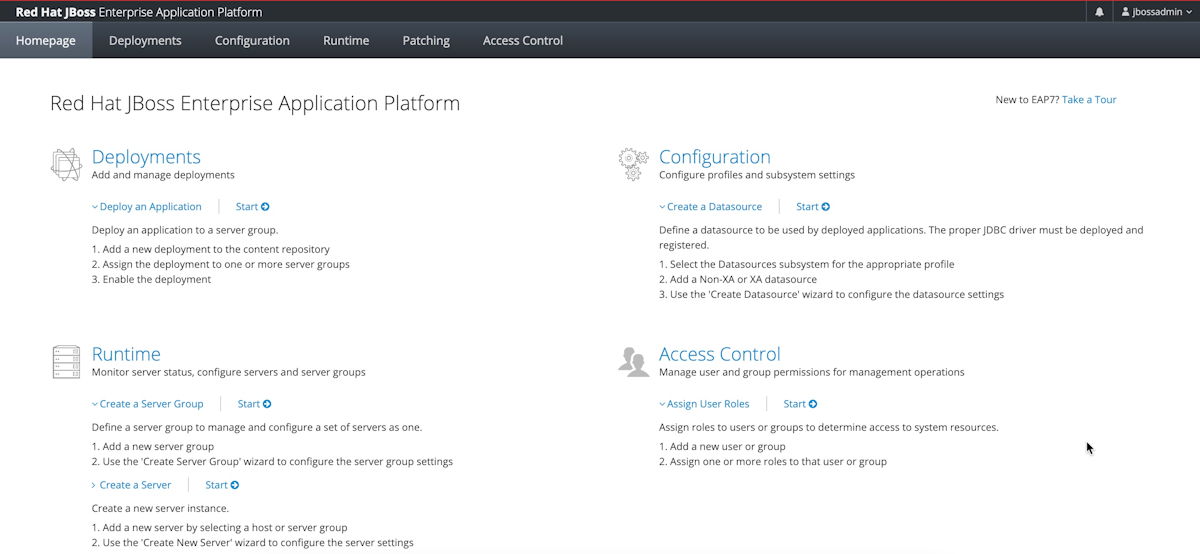 Red Hat JBoss Enterprise Application Platform
jbossadmin
Homepage Deployments Configuration Runtime Patching Access Control
Red Hat JBoss Enterprise Application Platform
New to EAP7? Take a Tour
Deployments
Add and manage deployments
Deploy an Application Start
Deploy an application to a server group.
1. Add a new deployment to the content repository
2. Assign the deployment to one or more server groups
3. Enable the deployment
Configuration
Configure profiles and subsystem settings
Create a Datasource Start
Define a datasource to be used by deployed applications. The proper JDBC driver must be deployed and
registered.
1. Select the Datasources subsystem for the appropriate profile
2. Add a Non-XA or XA datasource
3. Use the 'Create Datasource' wizard to configure the datasource settings
Runtime
Monitor server status, configure servers and server groups
Create a Server Group Start
Define a server group to manage and configure a set of servers as one.
1. Add a new server group
2. Use the 'Create Server Group' wizard to configure the server group settings
Create a Server Start
Create a new server instance.
1. Add a new server by selecting a host or server group
2. Use the 'Create New Server' wizard to configure the server settings
Access Control
Manage user and group permissions for management operations
Assign User Roles Start
Assign roles to users or groups to determine access to system resources.
1. Add a new user or group
2. Assign one or more roles to that user or group